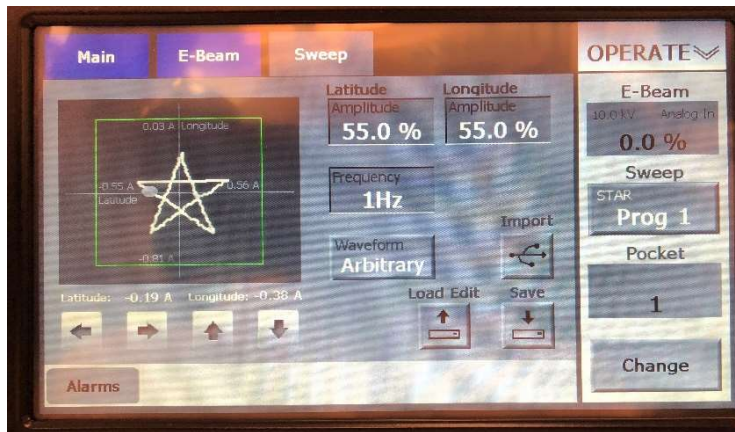 Main
E-Beam
Sweep
OPERATE
0.03 A Longitude
-0.55 A
0.56 A
Latitude
-0.81 A
Latitude: -0.19 A Longitude: -0.38 A
Latitude
Amplitude
55.0 %
Longitude
Amplitude
55.0 %
Frequency
1Hz
Waveform
Arbitrary
Import
Load Edit
Save
E-Beam
10.0 kV Analog In
0.0 %
Sweep
STAR
Prog 1
Pocket
1
Change
Alarms